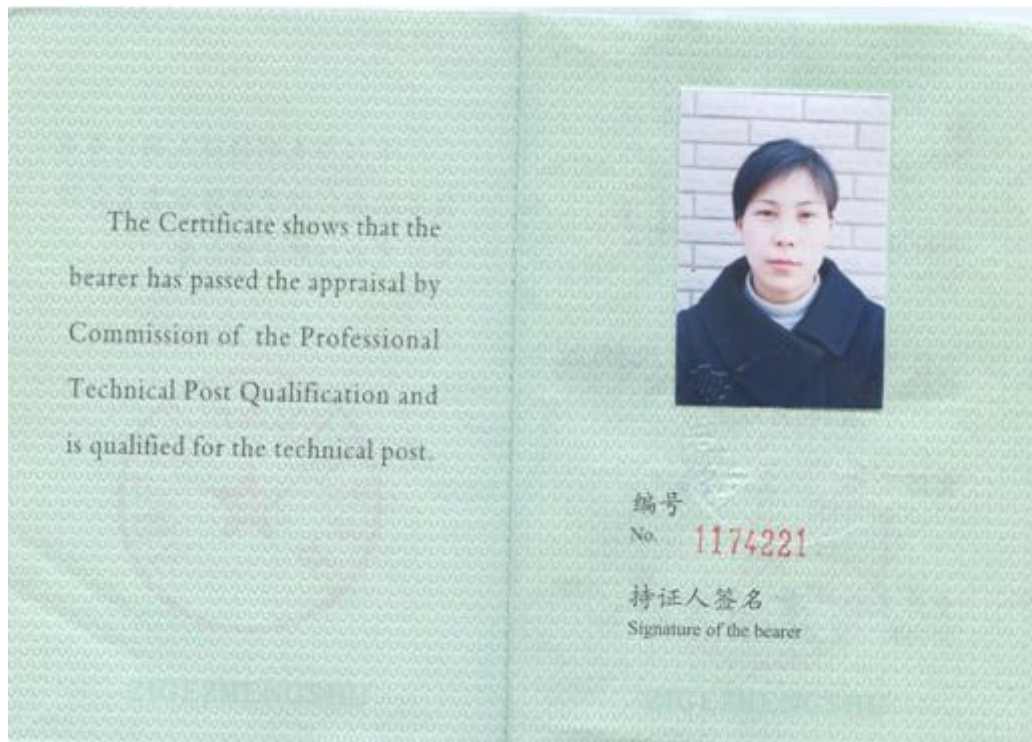 The Certificate shows that the
bearer has passed the appraisal by
Commission of the Professional
Technical Post Qualification and
is qualified for the technical post.
编号
No. 1174221
持证人签名
Signature of the bearer